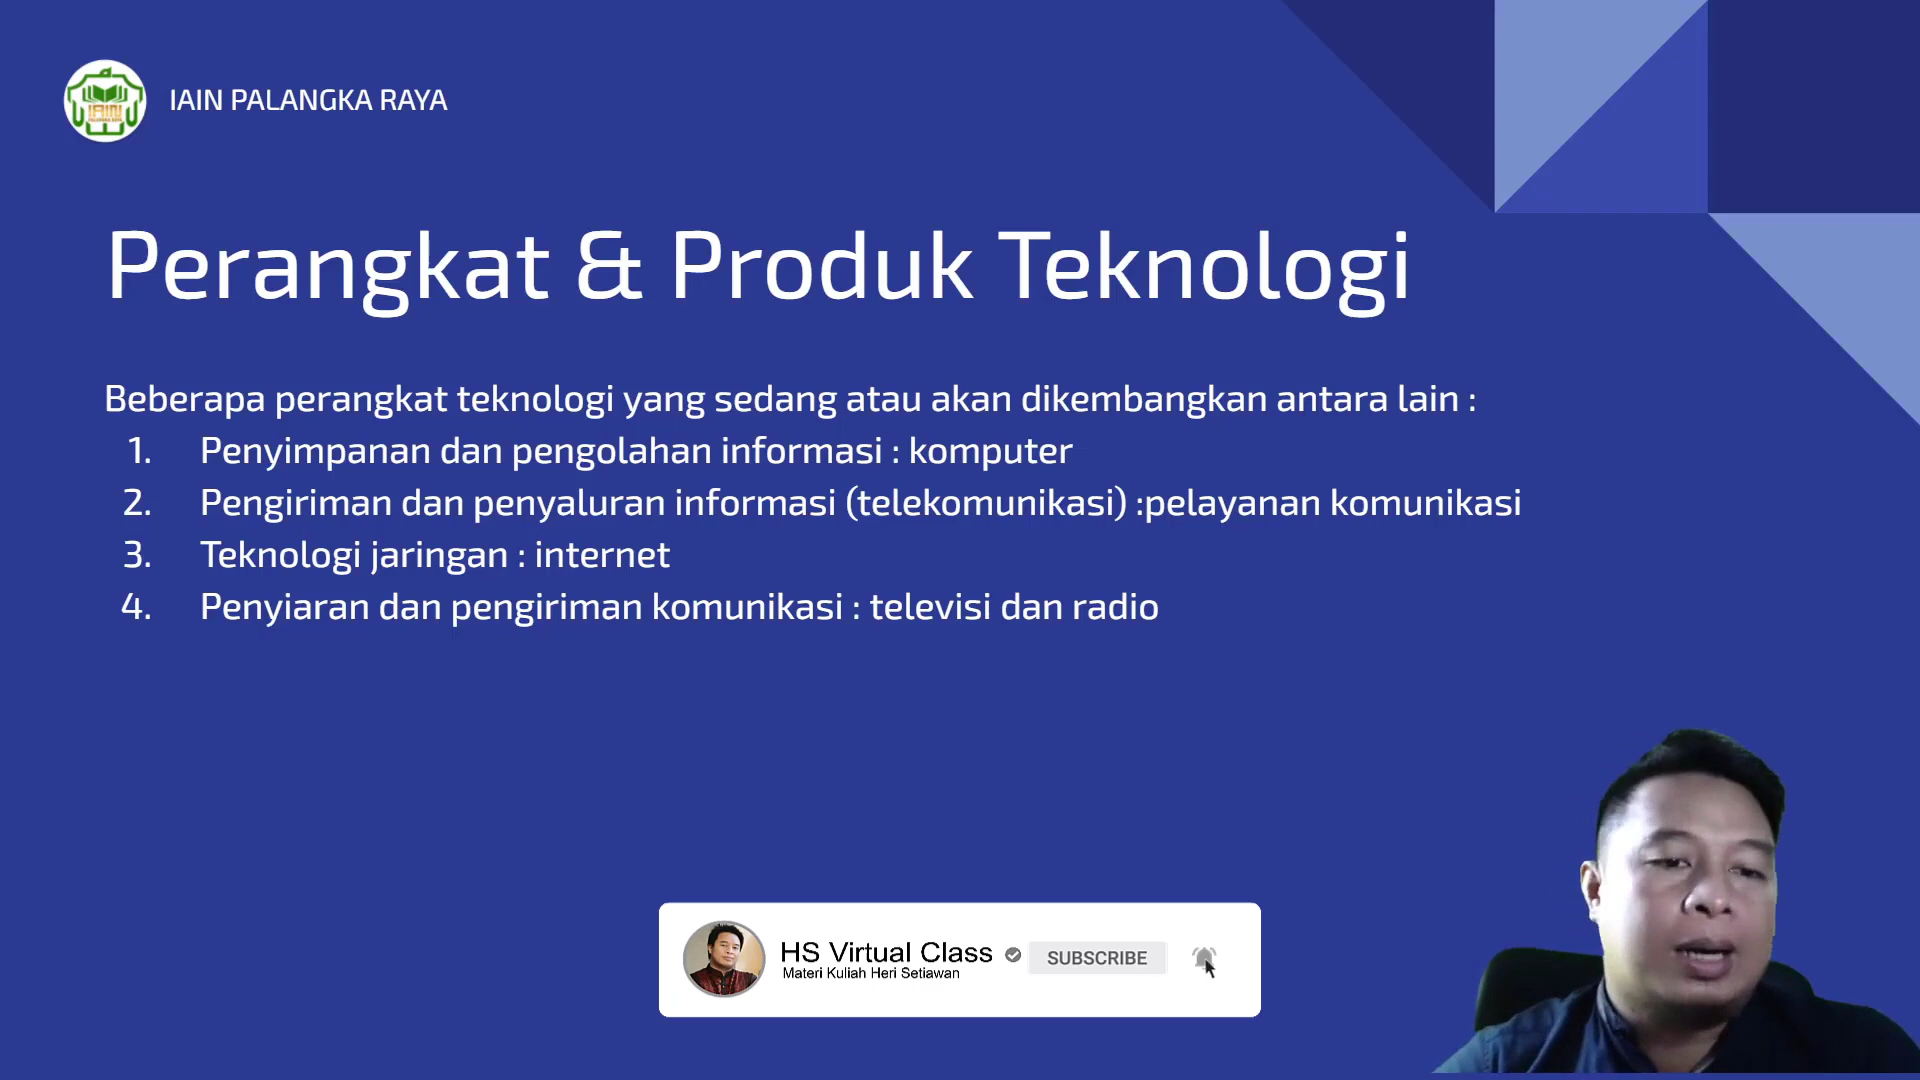 IAIN PALANGKA RAYA
Perangkat & Produk Teknologi
Beberapa perangkat teknologi yang sedang atau akan dikembangkan antara lain :
1. Penyimpanan dan pengolahan informasi : komputer
2. Pengiriman dan penyaluran informasi (telekomunikasi) :pelayanan komunikasi
3. Teknologi jaringan : internet
4. Penyiaran dan pengiriman komunikasi : televisi dan radio
HS Virtual Class
SUBSCRIBE
Materi Kuliah Heri Setiawan